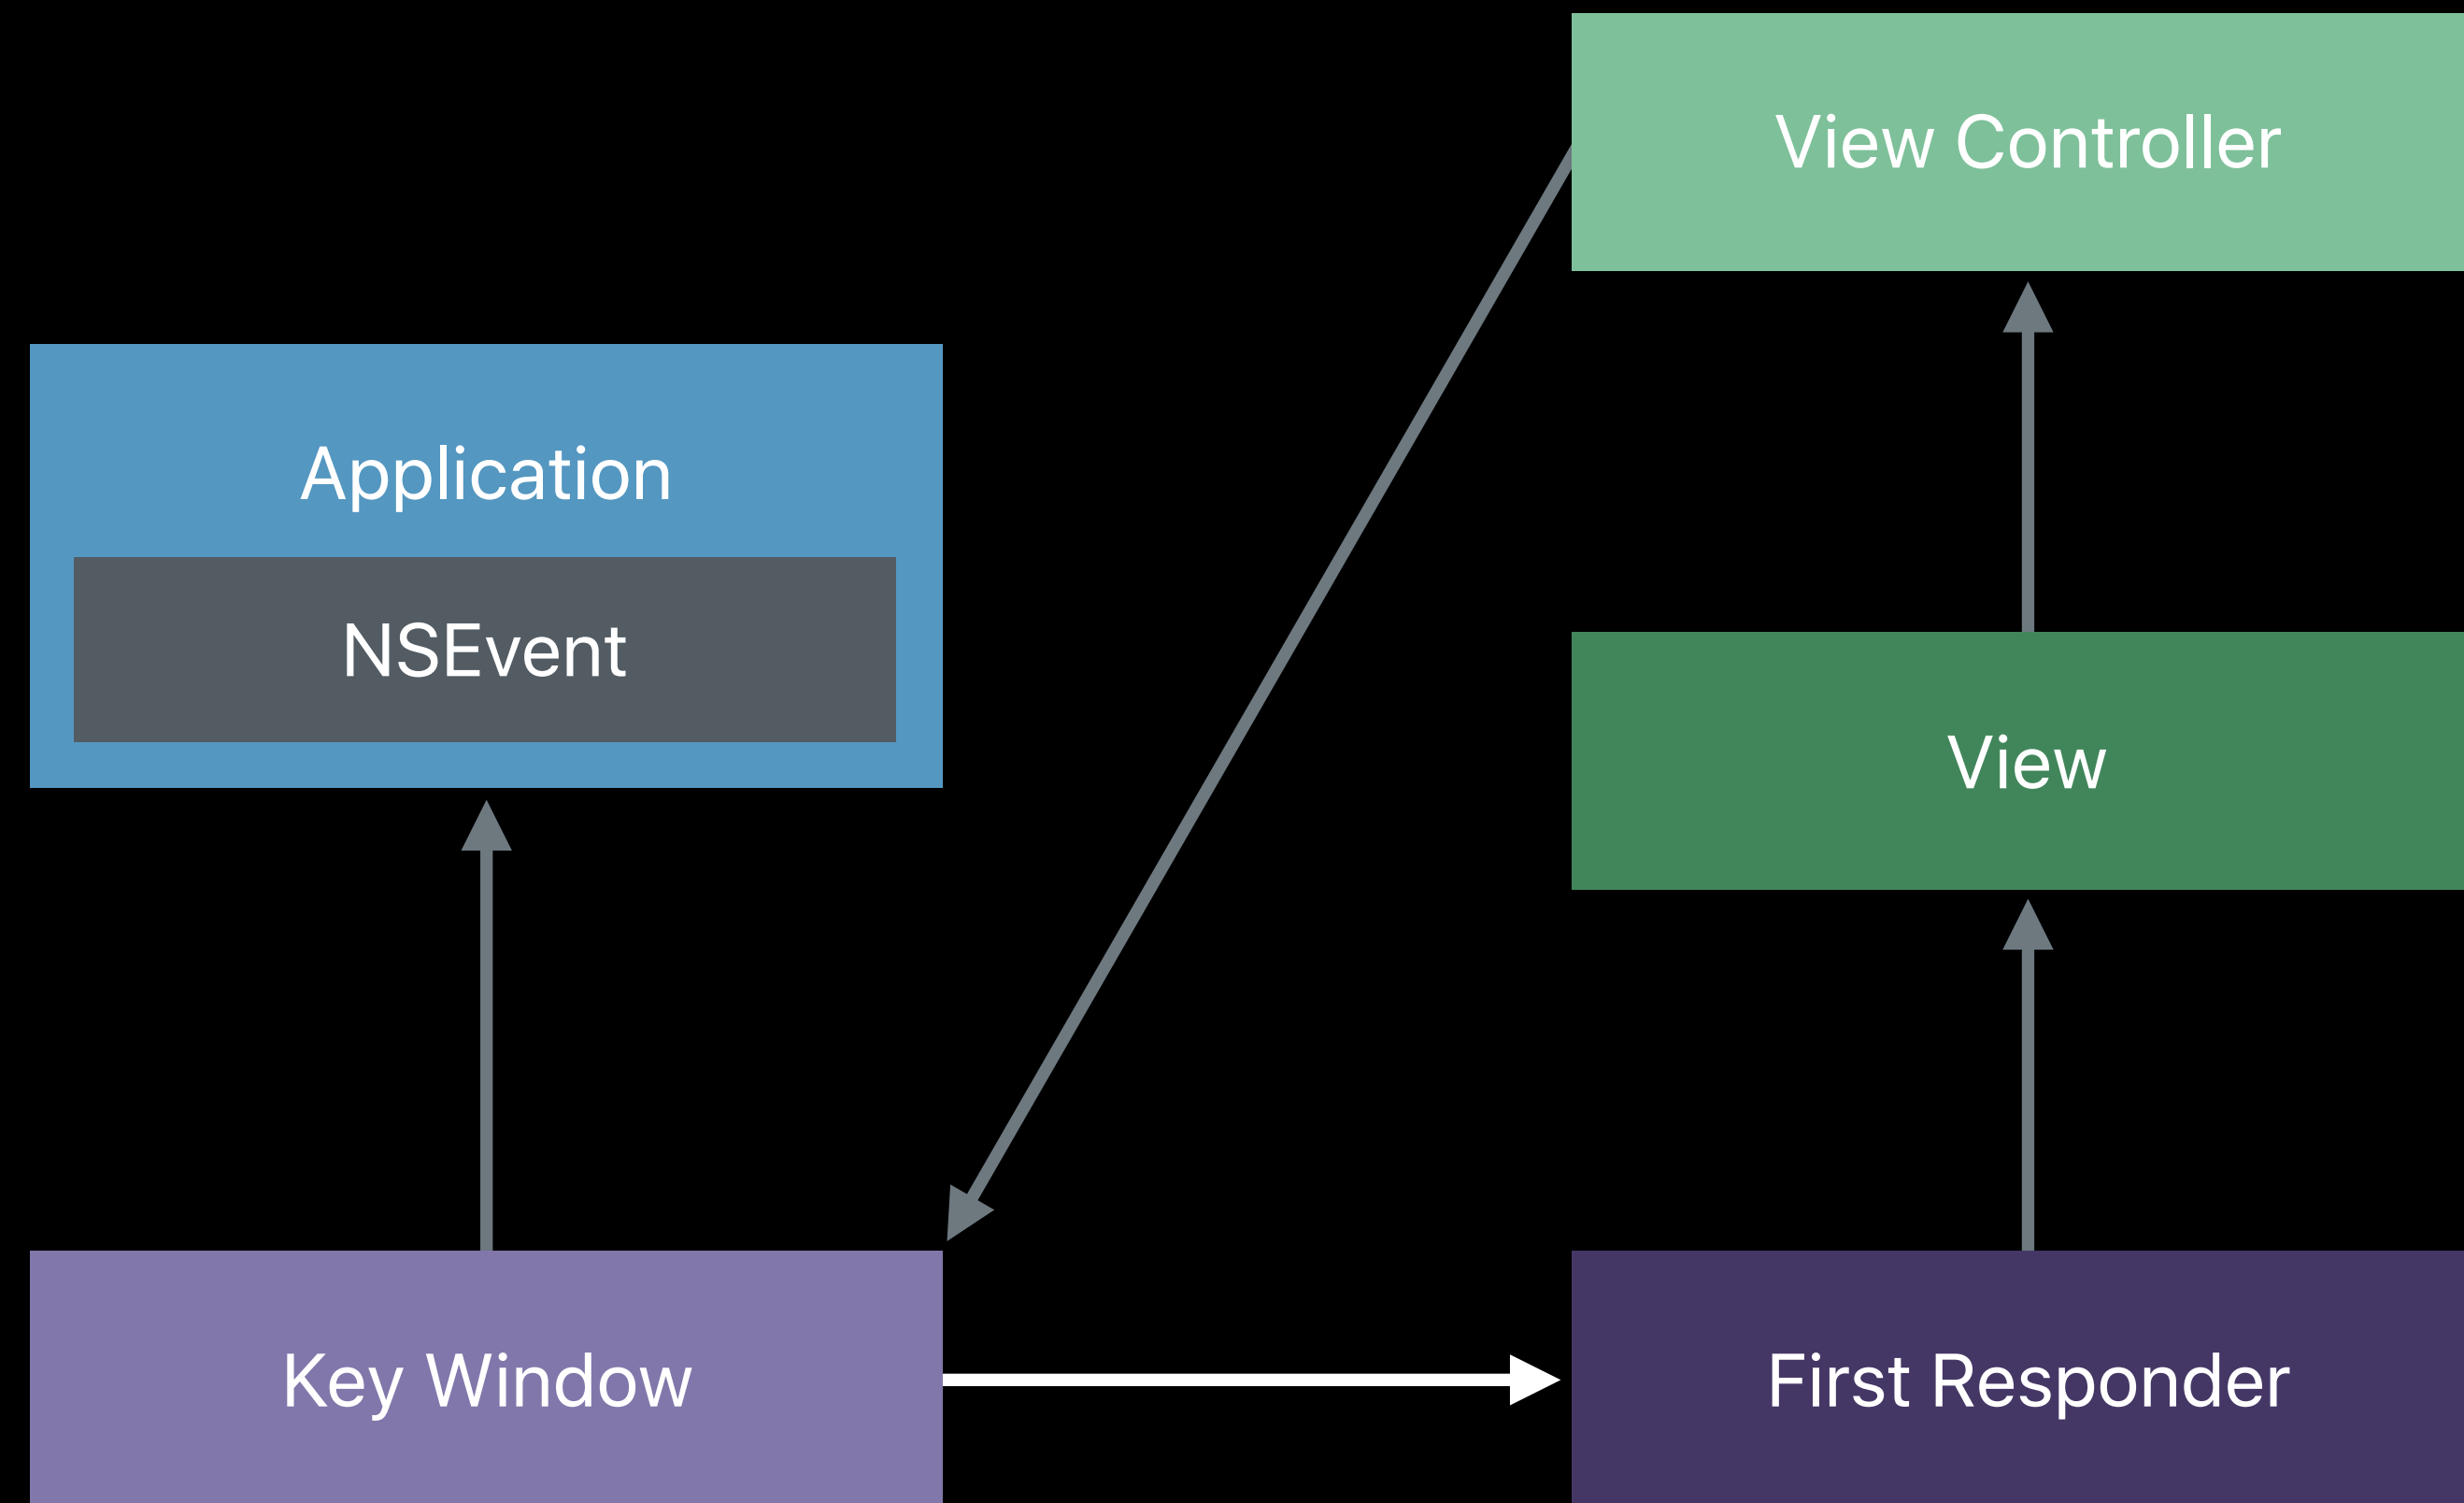 View Controller
Application
NSEvent
View
Key Window
First Responder